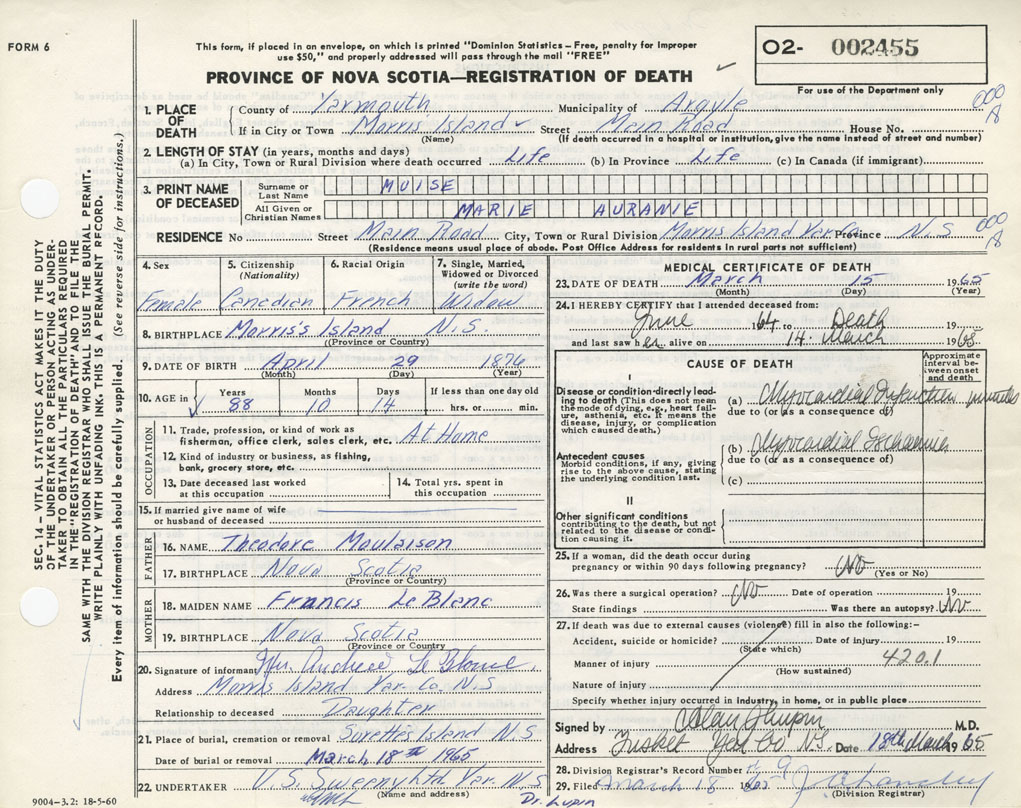 FORM 6
This form, if placed in an envelope, on which is printed "Dominion Statistics – Free, penalty for improper
use $50," and properly addressed will pass through the mail "FREE"
O2- 002455
For use of the Department only
PROVINCE OF NOVA SCOTIA—REGISTRATION OF DEATH
1. PLACE OF DEATH
County of Yarmouth Municipality of Argyle
If in City or Town Morris Island Street Main Road House No.
(Name) (If death occurred in hospital or institution, give the name instead of street and number)
000
A
2. LENGTH OF STAY (in years, months and days)
(a) In City, Town or Rural Division where death occurred Life (b) In Province Life (c) In Canada (if immigrant)
3. PRINT NAME OF DECEASED
Surname or Last Name MUISE
All Given or Christian Names MARIE AURANIE
RESIDENCE No Street Main Road City, Town or Rural Division Morris Island Yar. Co. Province N.S
(Residence means usual place of abode. Post Office Address for residents in rural parts not sufficient)
000
A
4. Sex Female
5. Citizenship (Nationality) Canadian
6. Racial Origin French
7. Single, Married, Widowed or Divorced (write the word) Widow
8. BIRTHPLACE Morris's Island N.S.
(Province or Country)
9. DATE OF BIRTH April 29 1876
(Month) (Day) (Year)
10. AGE in Years 88 Months 10 Days 14 If less than one day old hrs. or min.
OCCUPATION
11. Trade, profession, or kind of work as
fisherman, office clerk, sales clerk, etc. At Home
12. Kind of industry or business, as fishing,
bank, grocery store, etc.
13. Date deceased last worked at this occupation
14. Total yrs. spent in this occupation
15. If married give name of wife
or husband of deceased
FATHER
16. NAME Theodore Moulaison
17. BIRTHPLACE Nova Scotia
(Province or Country)
MOTHER
18. MAIDEN NAME Francis Le Blanc
19. BIRTHPLACE Nova Scotia
(Province or Country
20. Signature of informant Mrs. Le Blanc
Address Morris Island Yar. Co. N.S
Relationship to deceased Daughter
21. Place of burial, cremation or removal Surettes Island N.S
Date of burial or removal March 18th 1965
22. UNDERTAKER V.S. Sweeny Ltd Yar. N.S
(Name and address)
9004—3.2: 18-5-60
Dr. Lupin
MEDICAL CERTIFICATE OF DEATH
23. DATE OF DEATH March 15 1965
(Month) (Day) (Year)
24. I HEREBY CERTIFY that I attended deceased from:
June 1964 to Death 19
and last saw her alive on 14 March 1965
CAUSE OF DEATH
Approximate interval between onset and death
I
Disease or condition directly leading to death (This does not mean the mode of dying, e.g., heart failure, asthenia, etc. It means the disease, injury, or complication which caused death.)
(a) Myocardial Infarction minutes
due to (or as a consequence of)
Antecedent causes
Morbid conditions, if any, giving rise to the above cause, stating the underlying condition last.
(b) Myocardial Ischaemia
due to (or as a consequence of)
(c)
II
Other significant conditions
contributing to the death, but not related to the disease or condition causing it.
25. If a woman, did the death occur during
pregnancy or within 90 days following pregnancy? No
(Yes or No)
26. Was there a surgical operation? No Date of operation 19
State findings Was there an autopsy? No
27. If death was due to external causes (violence) fill in also the following:—
Accident, suicide or homicide? Date of injury 19
(State which)
Manner of injury 420.1
(How sustained)
Nature of injury
Specify whether injury occurred in industry, in home, or in public place
Signed by Alan J Lupin M.D.
Address Tusket Yar Co N.S. Date 18th March 1965
28. Division Registrar's Record Number 9
29. Filed March 18 1965
(Division Registrar)
SEC. 14 – VITAL STATISTICS ACT MAKES IT THE DUTY
OF THE UNDERTAKER OR PERSON ACTING AS UNDER-
TAKER TO OBTAIN ALL THE PARTICULARS REQUIRED
IN THE "REGISTRATION OF DEATH" AND TO FILE THE
SAME WITH THE DIVISION REGISTRAR WHO SHALL ISSUE THE BURIAL PERMIT.
WRITE PLAINLY WITH UNFADING INK. THIS IS A PERMANENT RECORD.
Every item of information should be carefully supplied. (See reverse side for instructions.)